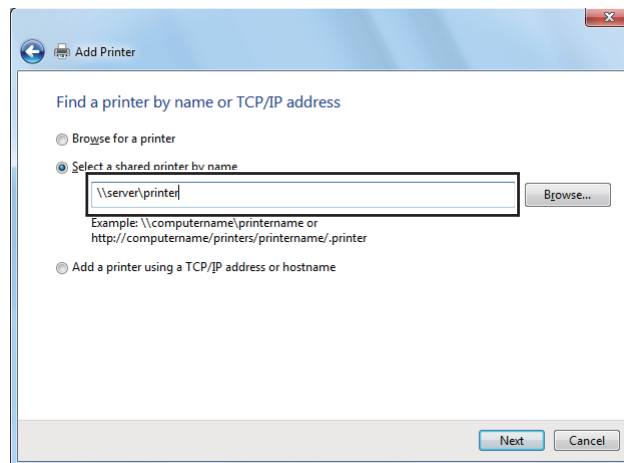 x
Add Printer
Find a printer by name or TCP/IP address
Browse for a printer
Select a shared printer by name
\\server\printer
Browse...
Example: \\computername\printername or
http://computername/printers/printername/.printer
Add a printer using a TCP/IP address or hostname
Next Cancel